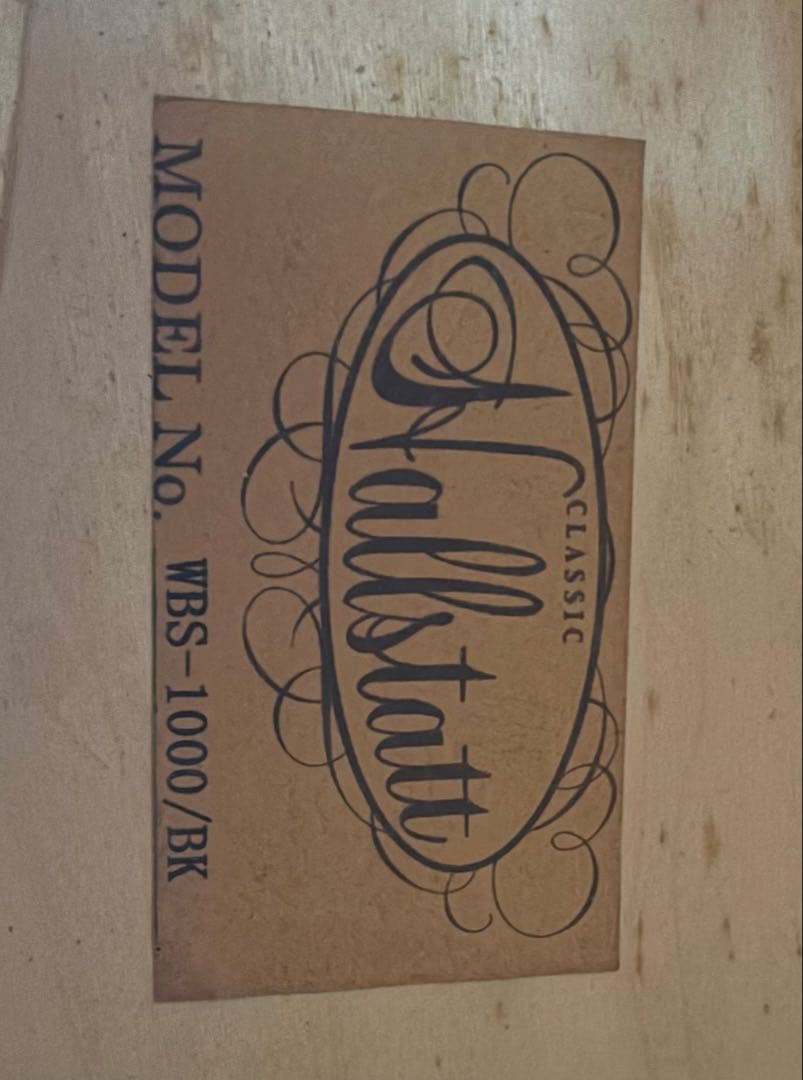 CLASSIC
Hallstatt
MODEL No. WBS-1000/BK